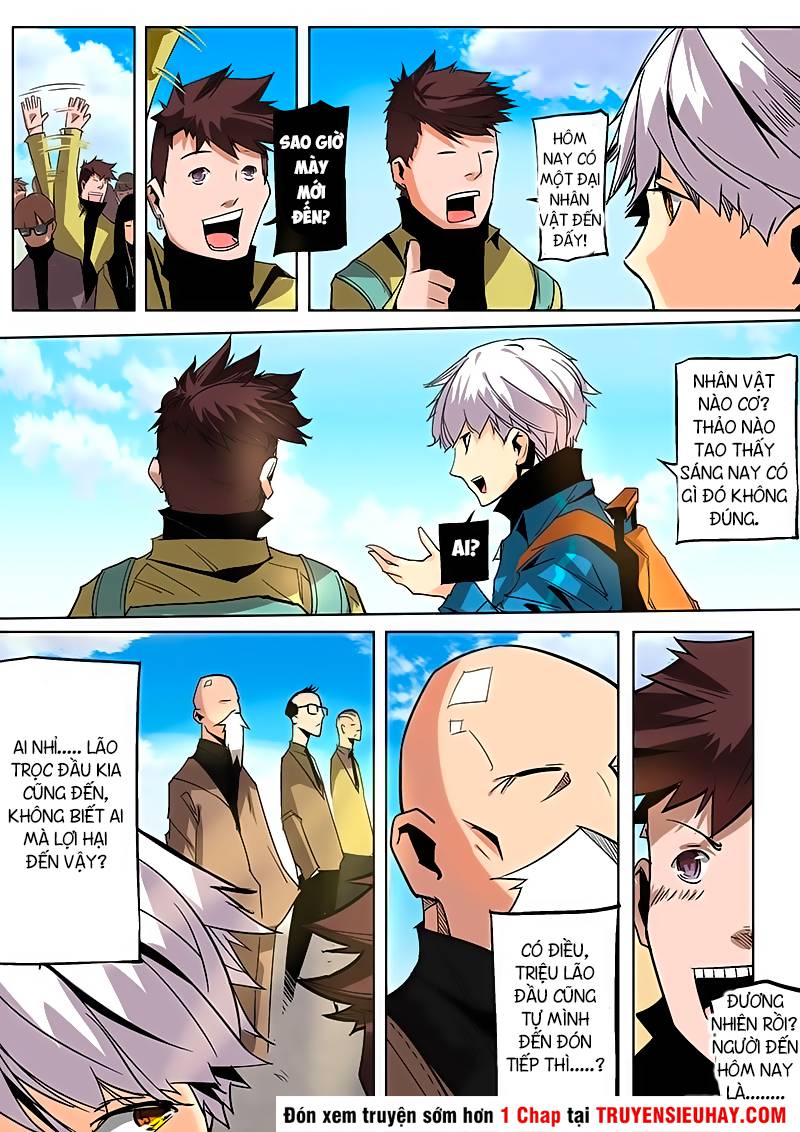 SAO GIỜ
MÀY
MỚI
ĐẾN?
HÔM
NAY CÓ
MỘT ĐẠI
NHÂN
VẬT ĐẾN
ĐẤY!
NHÂN VẬT
NÀO CƠ?
THẢO NÀO
TAO THẤY
SÁNG NAY CÓ
GÌ ĐÓ KHÔNG
ĐÚNG.
AI?
AI NHỈ..... LÃO
TRỌC ĐẦU KIA
CŨNG ĐẾN,
KHÔNG BIẾT AI
MÀ LỢI HẠI
ĐẾN VẬY?
CÓ ĐIỀU,
TRIỆU LÃO
ĐẦU CŨNG
TỰ MÌNH
ĐẾN ĐÓN
TIẾP THÌ.....?
ĐƯƠNG
NHIÊN RỒI?
NGƯỜI ĐẾN
HÔM NAY
LÀ........
Đón xem truyện sớm hơn 1 Chap tại TRUYENSIEUHAY.COM